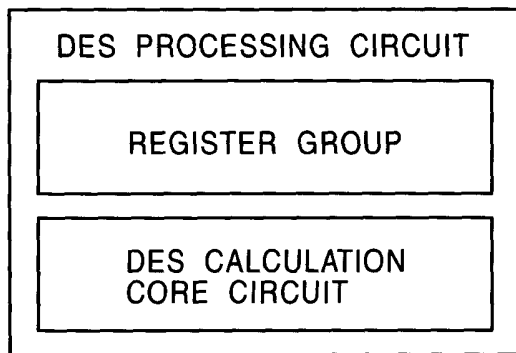 DES PROCESSING CIRCUIT
REGISTER GROUP
DES CALCULATION
CORE CIRCUIT